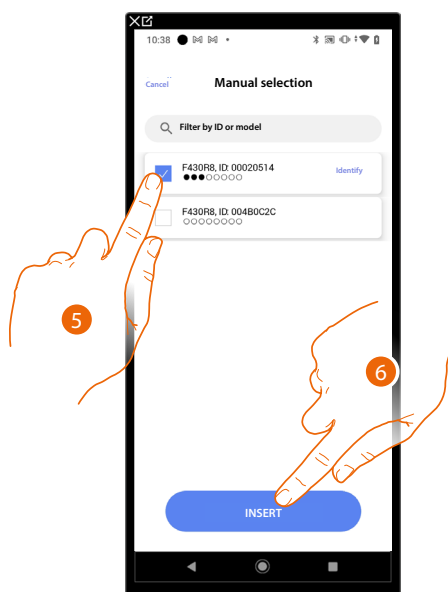 10:38
Cancel
Manual selection
Filter by ID or model
F430R8, ID: 00020514
Identify
F430R8, ID: 004B0C2C
5
6
INSERT